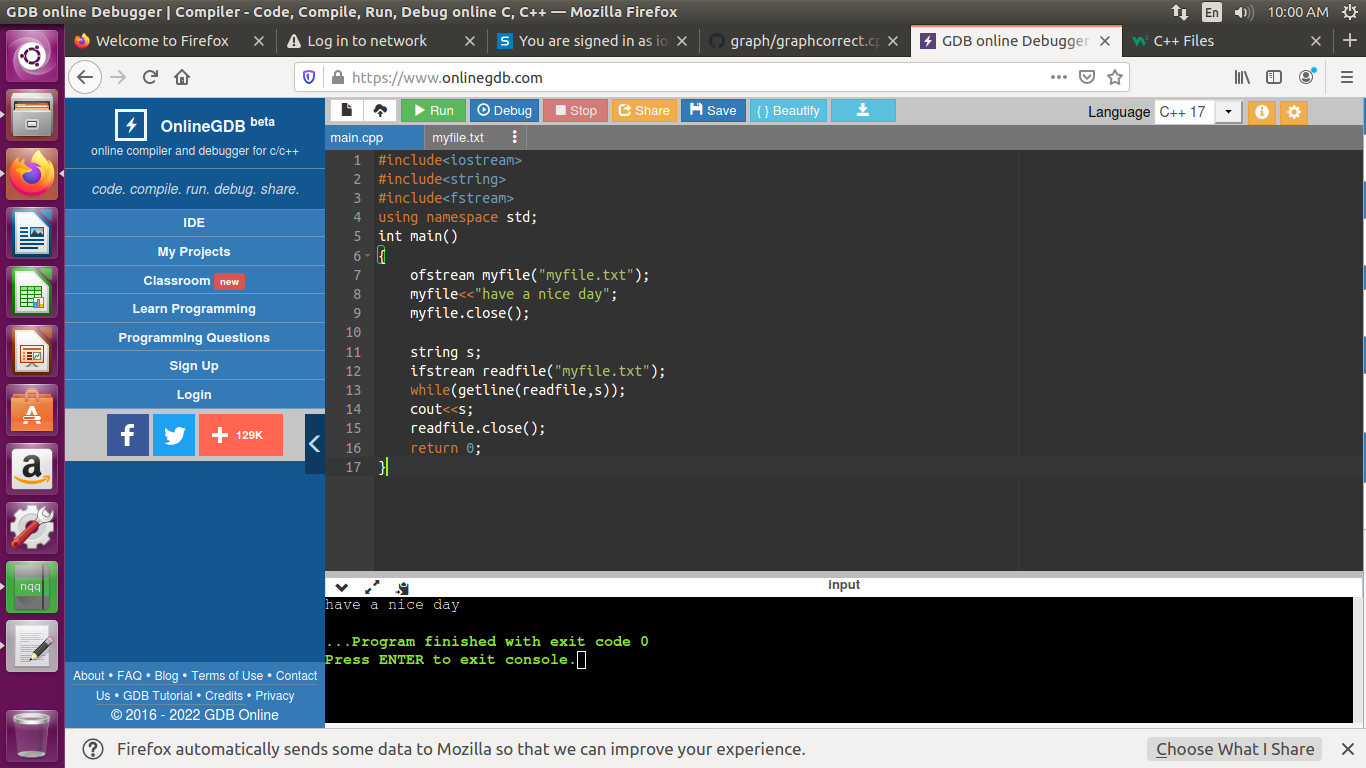 GDB online Debugger | Compiler - Code, Compile, Run, Debug online C, C++ — Mozilla Firefox
En
10:00 AM
Welcome to Firefox
Log in to network
You are signed in as io
graph/graphcorrect.cp
GDB online Debugger
C++ Files
https://www.onlinegdb.com
OnlineGDB beta
online compiler and debugger for c/c++
code. compile. run. debug. share.
IDE
My Projects
Classroom new
Learn Programming
Programming Questions
Sign Up
Login
129K
About • FAQ • Blog • Terms of Use • Contact
Us • GDB Tutorial • Credits • Privacy
© 2016 - 2022 GDB Online
Run
Debug
Stop
Share
Save
{ } Beautify
Language C++ 17
main.cpp
myfile.txt
1 #include<iostream>
2 #include<string>
3 #include<fstream>
4 using namespace std;
5 int main()
6 {
7 ofstream myfile("myfile.txt");
8 myfile<<"have a nice day";
9 myfile.close();
10
11 string s;
12 ifstream readfile("myfile.txt");
13 while(getline(readfile,s));
14 cout<<s;
15 readfile.close();
16 return 0;
17 }
input
have a nice day
...Program finished with exit code 0
Press ENTER to exit console.
nqq
Firefox automatically sends some data to Mozilla so that we can improve your experience.
Choose What I Share